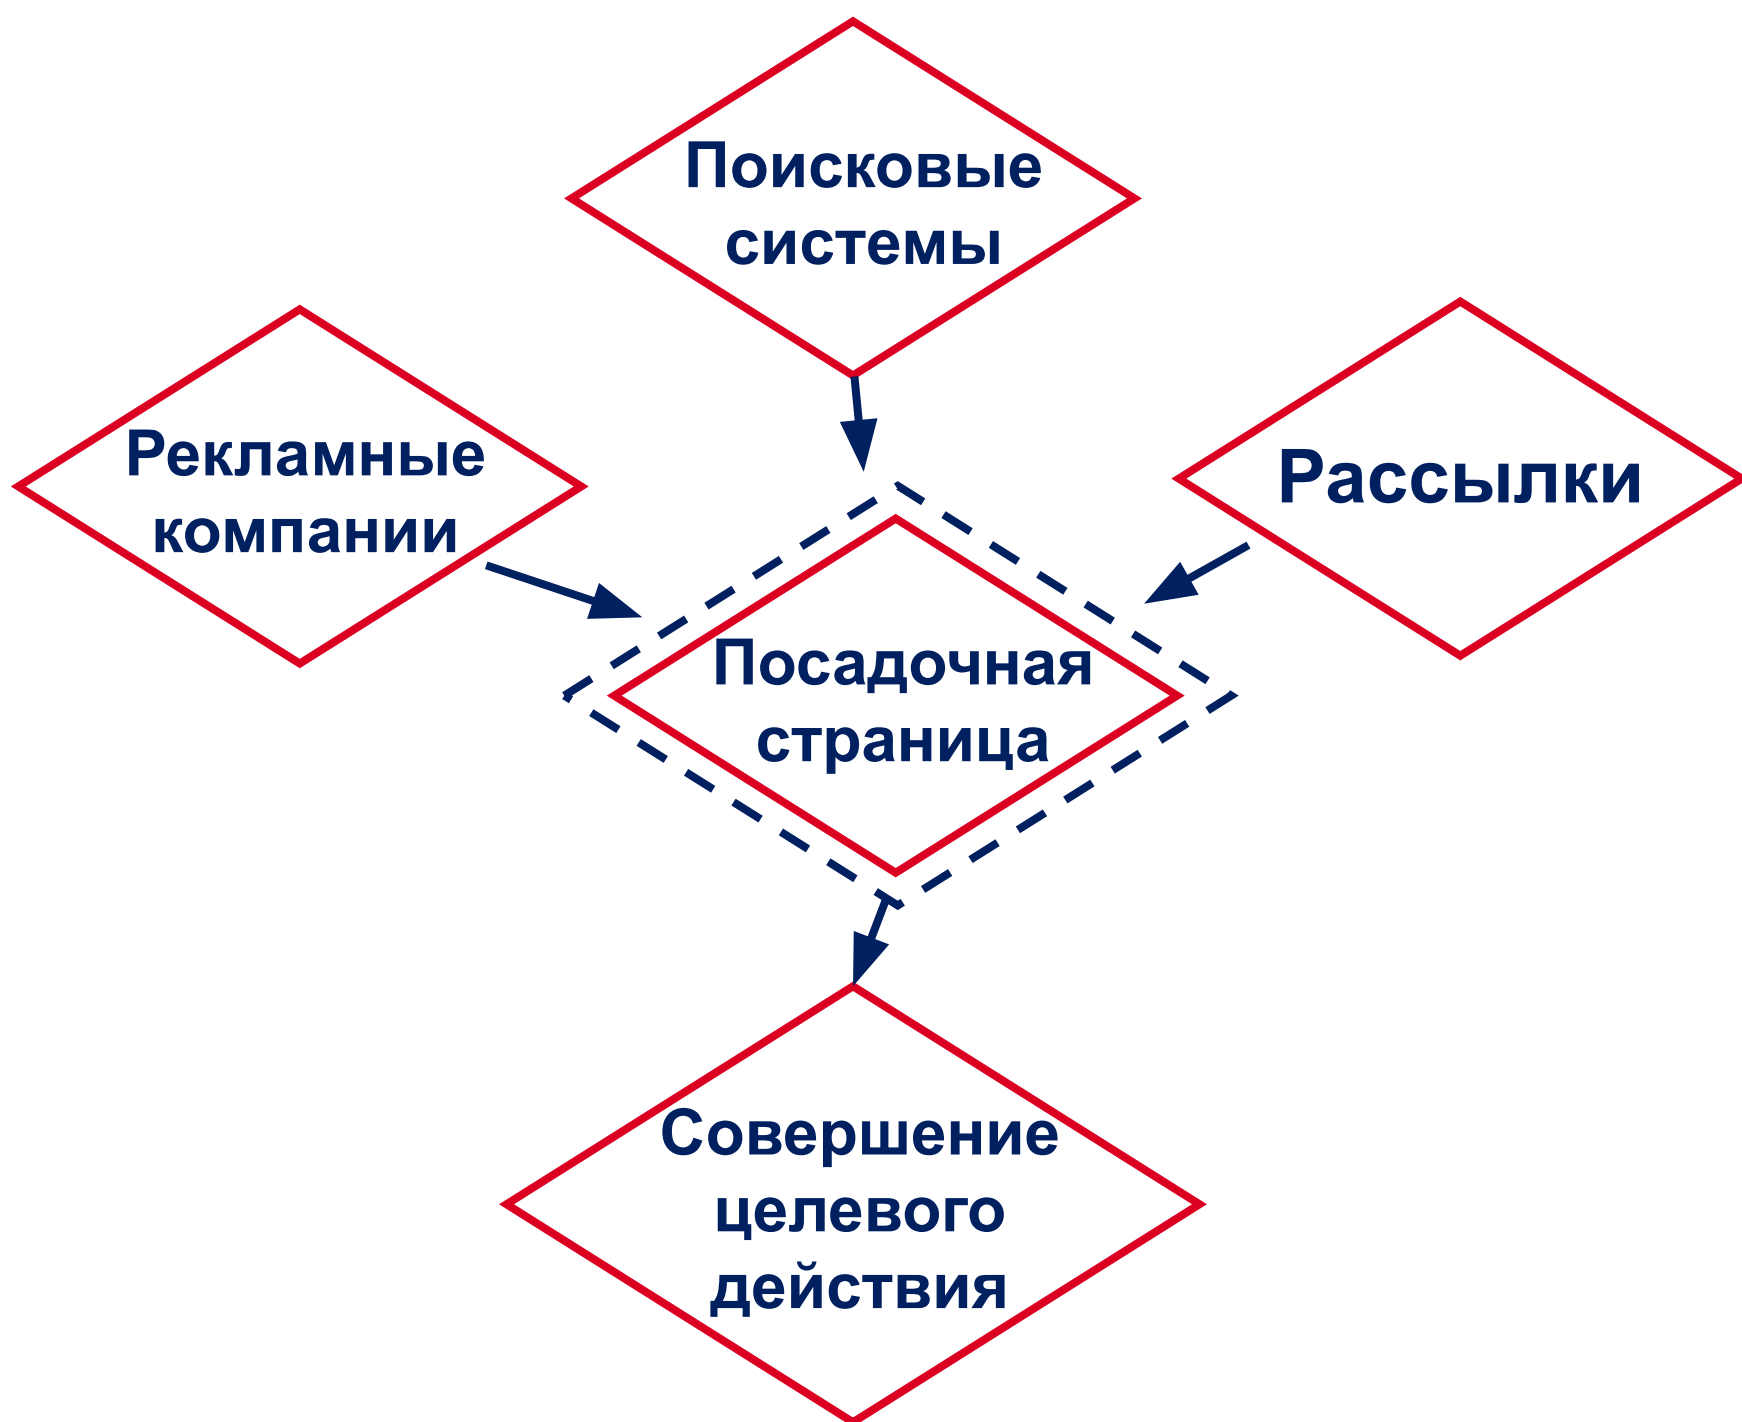 Поисковые
системы
Рекламные
компании
Рассылки
Посадочная
страница
Совершение
целевого
действия